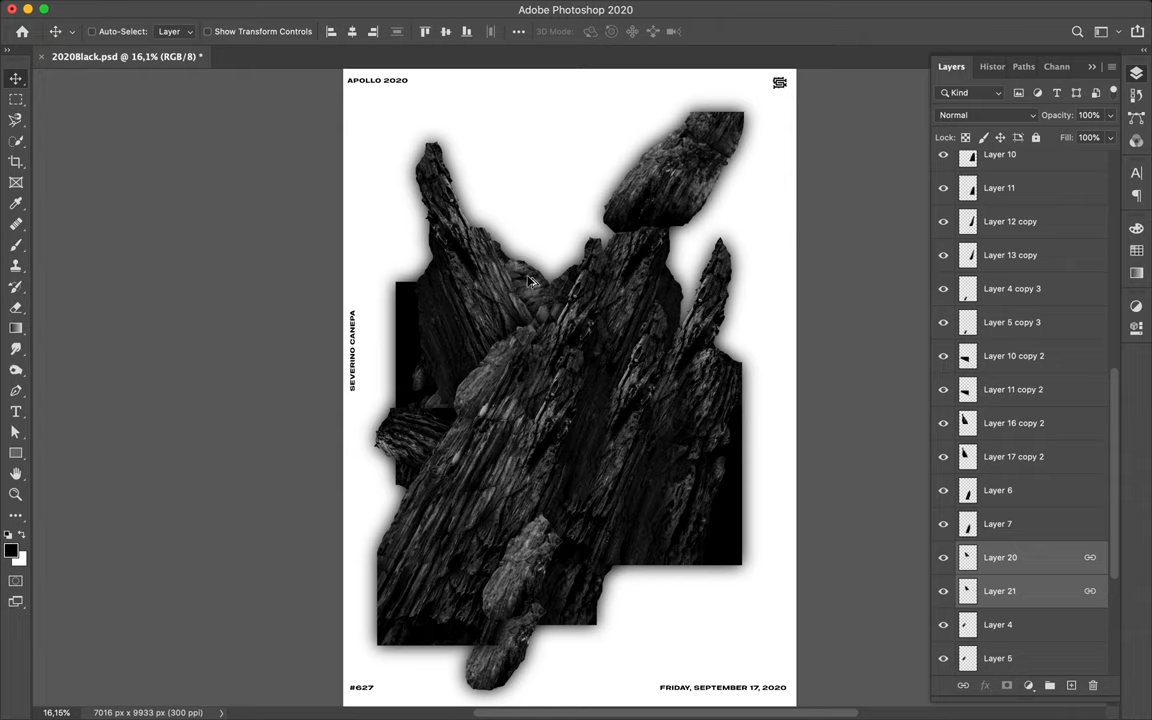 Adobe Photoshop 2020
Auto-Select:
Layer
Show Transform Controls
3D Mode:
2020Black.psd @ 16,1% (RGB/8) *
Layers
Histor
Paths
Chann
Kind
Normal
Opacity:
100%
Lock:
Fill:
100%
Layer 10
Layer 11
Layer 12 copy
Layer 13 copy
Layer 4 copy 3
Layer 5 copy 3
Layer 10 copy 2
Layer 11 copy 2
Layer 16 copy 2
Layer 17 copy 2
Layer 6
Layer 7
Layer 20
Layer 21
Layer 4
Layer 5
APOLLO 2020
SEVERINO CANEPA
#627
FRIDAY, SEPTEMBER 17, 2020
16,15%
7016 px x 9933 px (300 ppi)